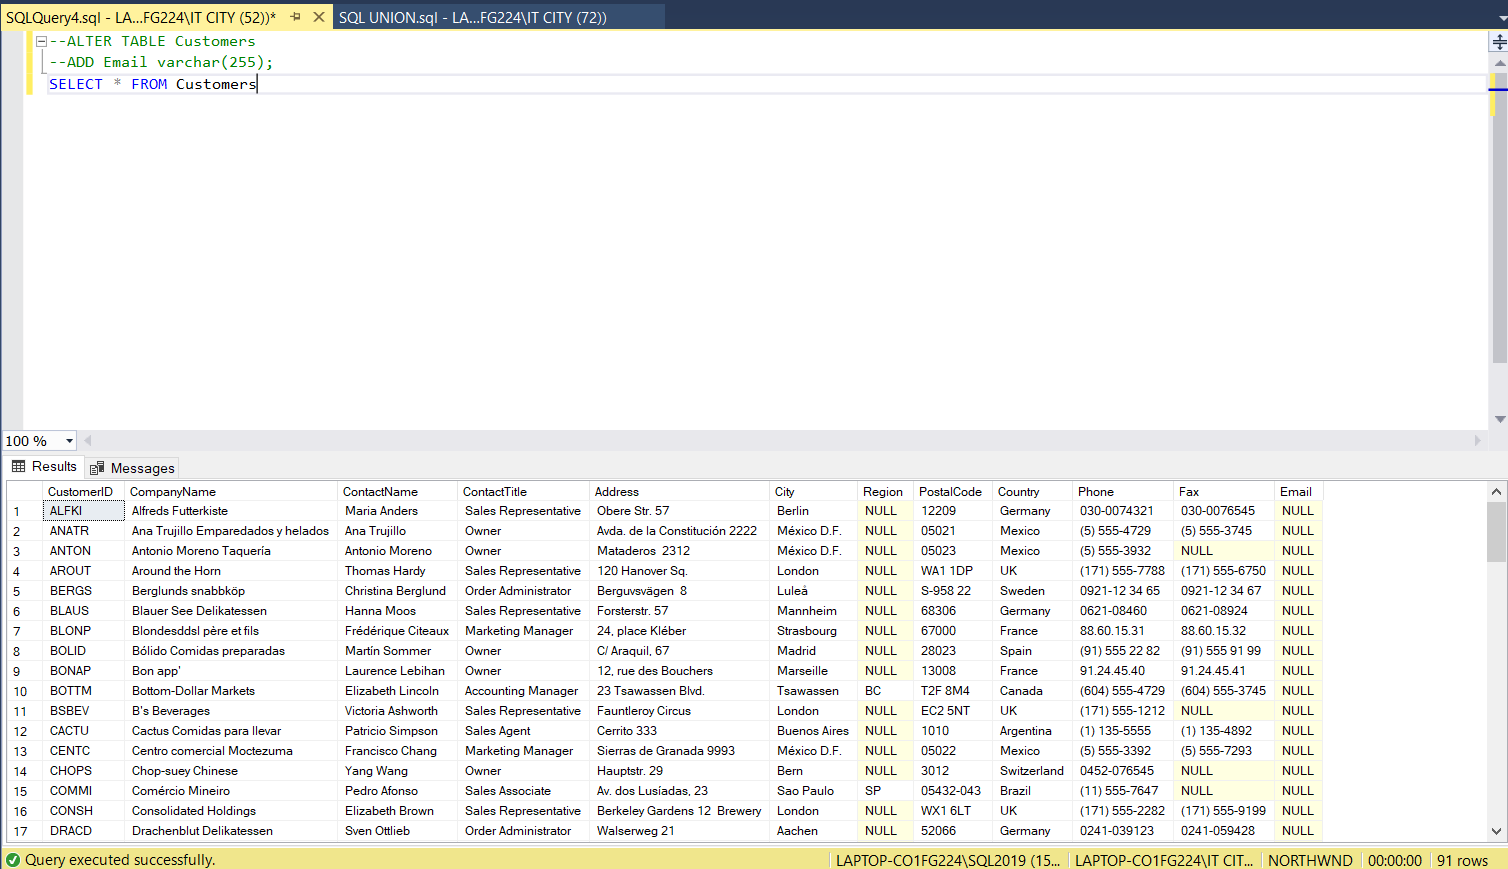 SQLQuery4.sql - LA...FG224\IT CITY (52))* SQL UNION.sql - LA...FG224\IT CITY (72))
--ALTER TABLE Customers
--ADD Email varchar(255);
SELECT * FROM Customers
100 %
Results Messages
CustomerID CompanyName ContactName ContactTitle Address City Region PostalCode Country Phone Fax Email
1 ALFKI Alfreds Futterkiste Maria Anders Sales Representative Obere Str. 57 Berlin NULL 12209 Germany 030-0074321 030-0076545 NULL
2 ANATR Ana Trujillo Emparedados y helados Ana Trujillo Owner Avda. de la Constitución 2222 México D.F. NULL 05021 Mexico (5) 555-4729 (5) 555-3745 NULL
3 ANTON Antonio Moreno Taquería Antonio Moreno Owner Mataderos 2312 México D.F. NULL 05023 Mexico (5) 555-3932 NULL NULL
4 AROUT Around the Horn Thomas Hardy Sales Representative 120 Hanover Sq. London NULL WA1 1DP UK (171) 555-7788 (171) 555-6750 NULL
5 BERGS Berglunds snabbköp Christina Berglund Order Administrator Berguvsvägen 8 Luleå NULL S-958 22 Sweden 0921-12 34 65 0921-12 34 67 NULL
6 BLAUS Blauer See Delikatessen Hanna Moos Sales Representative Forsterstr. 57 Mannheim NULL 68306 Germany 0621-08460 0621-08924 NULL
7 BLONP Blondesddsl père et fils Frédérique Citeaux Marketing Manager 24, place Kléber Strasbourg NULL 67000 France 88.60.15.31 88.60.15.32 NULL
8 BOLID Bólido Comidas preparadas Martín Sommer Owner C/ Araquil, 67 Madrid NULL 28023 Spain (91) 555 22 82 (91) 555 91 99 NULL
9 BONAP Bon app' Laurence Lebihan Owner 12, rue des Bouchers Marseille NULL 13008 France 91.24.45.40 91.24.45.41 NULL
10 BOTTM Bottom-Dollar Markets Elizabeth Lincoln Accounting Manager 23 Tsawassen Blvd. Tsawassen BC T2F 8M4 Canada (604) 555-4729 (604) 555-3745 NULL
11 BSBEV B's Beverages Victoria Ashworth Sales Representative Fauntleroy Circus London NULL EC2 5NT UK (171) 555-1212 NULL NULL
12 CACTU Cactus Comidas para llevar Patricio Simpson Sales Agent Cerrito 333 Buenos Aires NULL 1010 Argentina (1) 135-5555 (1) 135-4892 NULL
13 CENTC Centro comercial Moctezuma Francisco Chang Marketing Manager Sierras de Granada 9993 México D.F. NULL 05022 Mexico (5) 555-3392 (5) 555-7293 NULL
14 CHOPS Chop-suey Chinese Yang Wang Owner Hauptstr. 29 Bern NULL 3012 Switzerland 0452-076545 NULL NULL
15 COMMI Comércio Mineiro Pedro Afonso Sales Associate Av. dos Lusíadas, 23 Sao Paulo SP 05432-043 Brazil (11) 555-7647 NULL NULL
16 CONSH Consolidated Holdings Elizabeth Brown Sales Representative Berkeley Gardens 12 Brewery London NULL WX1 6LT UK (171) 555-2282 (171) 555-9199 NULL
17 DRACD Drachenblut Delikatessen Sven Ottlieb Order Administrator Walserweg 21 Aachen NULL 52066 Germany 0241-039123 0241-059428 NULL
Query executed successfully. LAPTOP-CO1FG224\SQL2019 (15... LAPTOP-CO1FG224\IT CIT... NORTHWND 00:00:00 91 rows